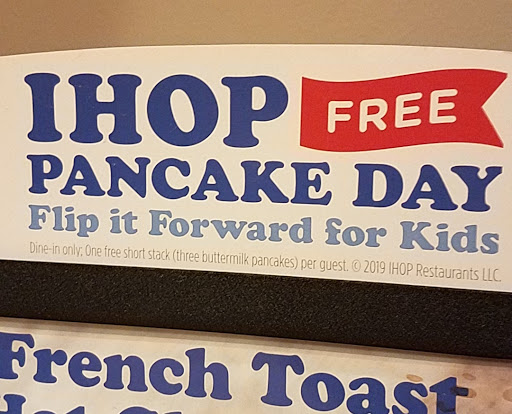 IHOP FREE
PANCAKE DAY
Flip it Forward for Kids
Dine-in only; One free short stack (three buttermilk pancakes) per guest. © 2019 IHOP Restaurants LLC.
French Toast